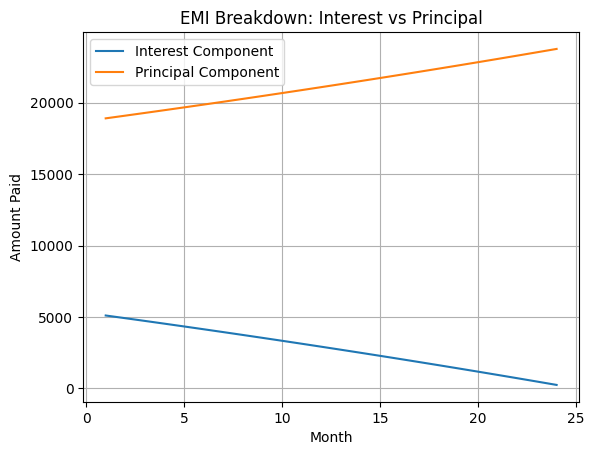 EMI Breakdown: Interest vs Principal
Interest Component
Principal Component
Amount Paid
20000
15000
10000
5000
0
0 5 10 15 20 25
Month